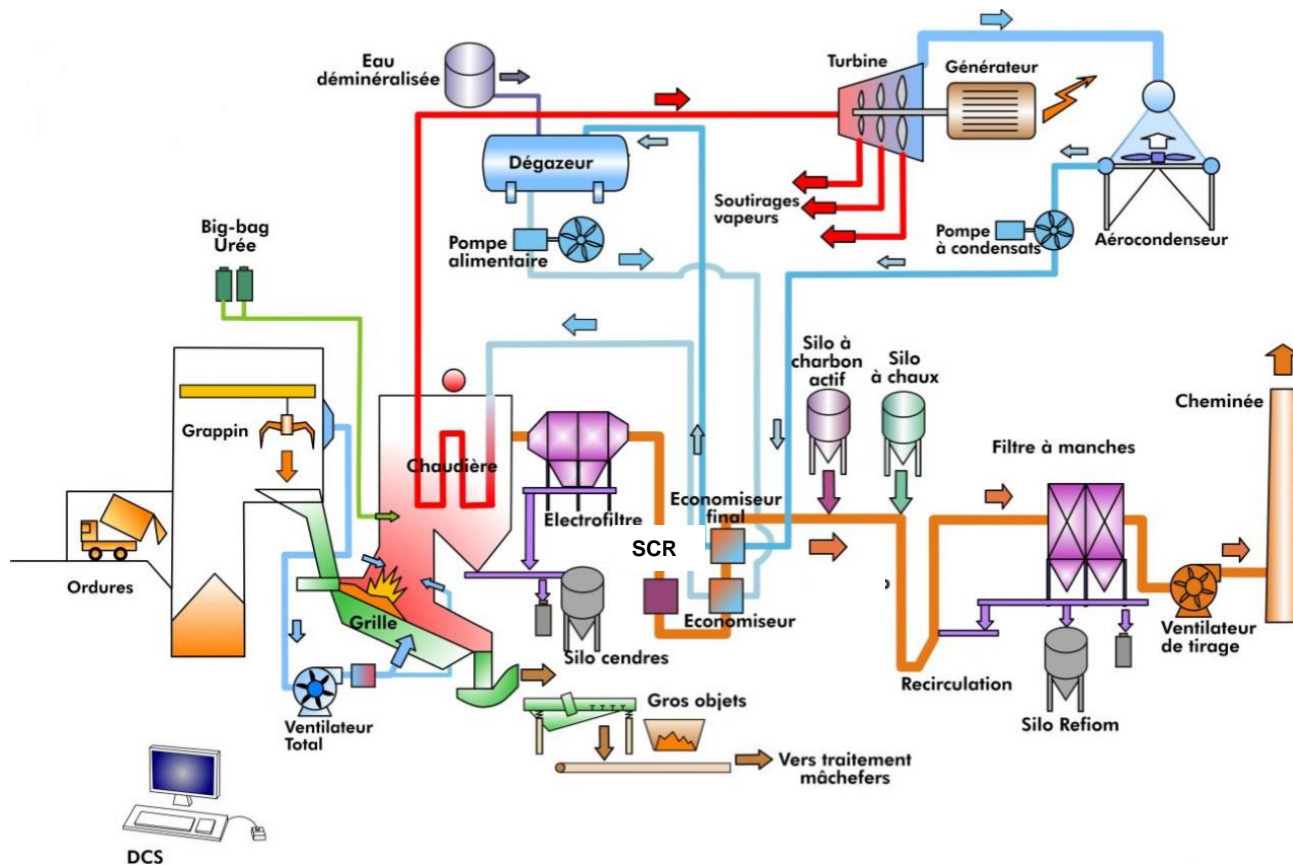 Eau
déminéralisée
Turbine
Générateur
Dégazeur
Soutirages
vapeurs
Pompe
à condensats
Aérocondenseur
Big-bag
Urée
Pompe
alimentaire
Silo à
charbon
actif
Silo
à chaux
Cheminée
Grappin
Chaudière
Filtre à manches
Electrofiltre
Economiseur
final
SCR
Ordures
Grille
Economiseur
Silo cendres
Ventilateur
de tirage
Recirculation
Gros objets
Silo Refiom
Ventilateur
Total
Vers traitement
mâchefers
DCS